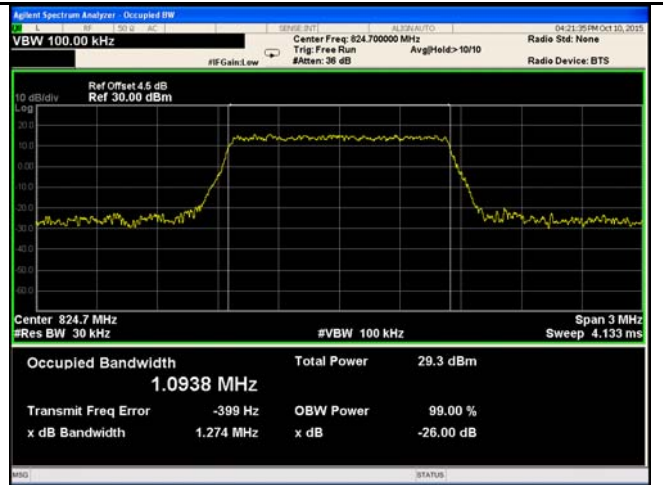 Agilent Spectrum Analyzer - Occupied BW
L RF 50 Ω AC SENSE:INT ALIGN AUTO 04:21:35 PM Oct 10, 2015
VBW 100.00 kHz Center Freq: 824.700000 MHz Radio Std: None
Trig: Free Run Avg|Hold:> 10/10
#IFGain:Low #Atten: 36 dB Radio Device: BTS
Ref Offset 4.5 dB
10 dB/div Ref 30.00 dBm
Log
20.0
10.0
0.00
-10.0
-20.0
-30.0
-40.0
-50.0
-60.0
Center 824.7 MHz Span 3 MHz
#Res BW 30 kHz #VBW 100 kHz Sweep 4.133 ms
Occupied Bandwidth Total Power 29.3 dBm
1.0938 MHz
Transmit Freq Error -399 Hz OBW Power 99.00 %
x dB Bandwidth 1.274 MHz x dB -26.00 dB
MSG STATUS